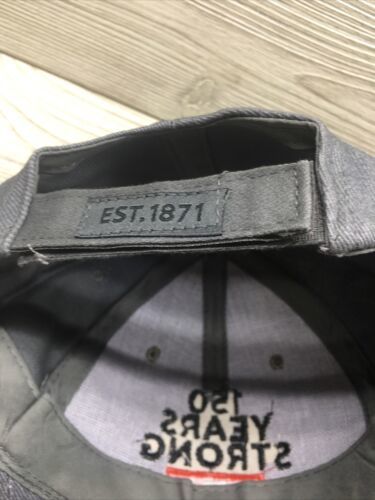 EST.1871
150
YEARS
STRONG